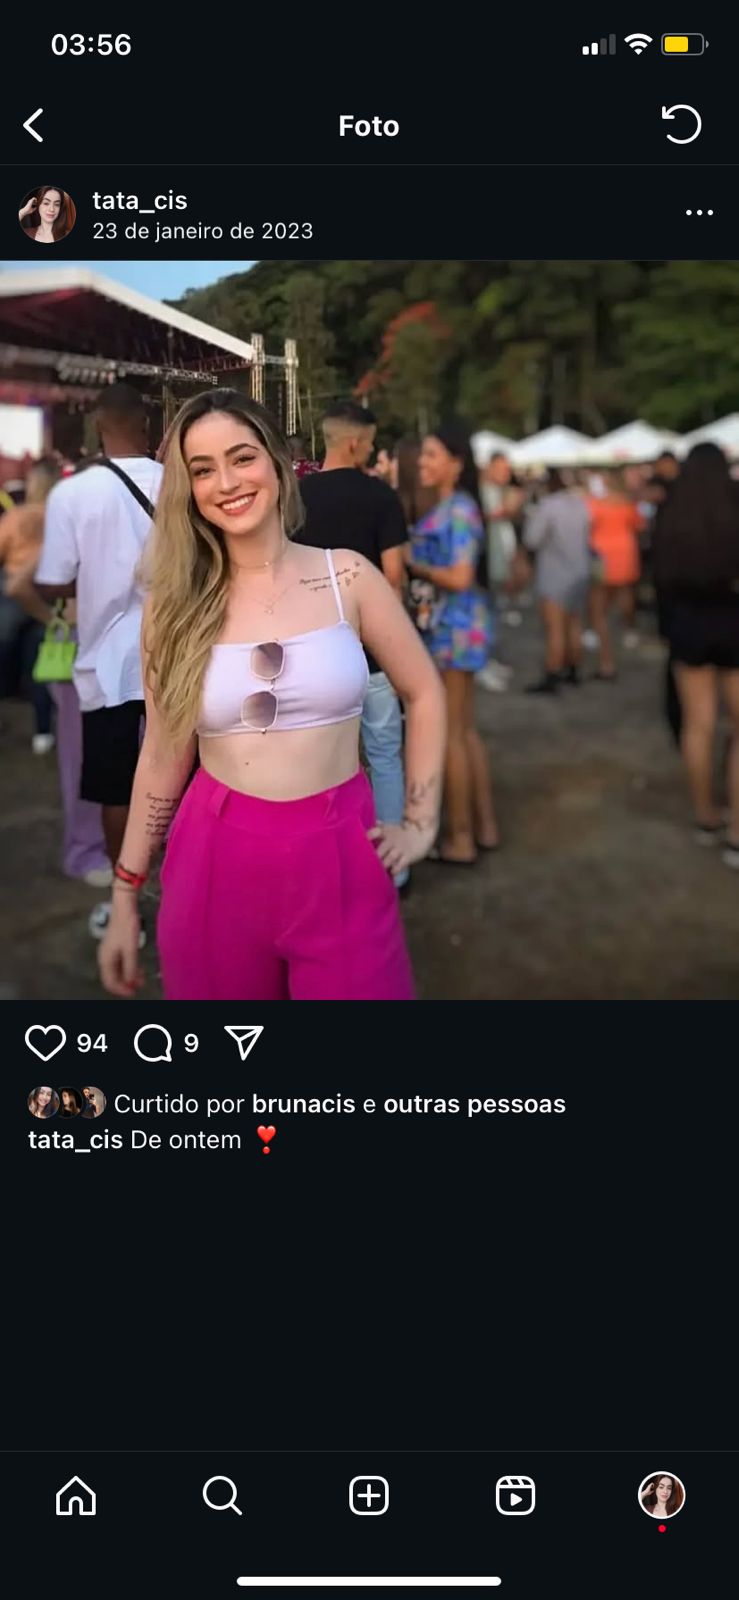 03:56
Foto
tata_cis
23 de janeiro de 2023
94
9
Curtido por brunacis e outras pessoas
tata_cis De ontem